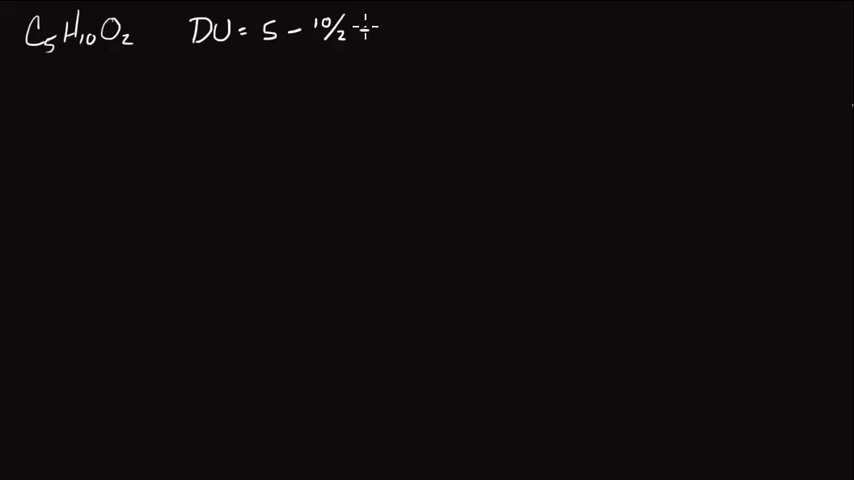 C₅H₁₀O₂ DU = 5 - 10/2 +